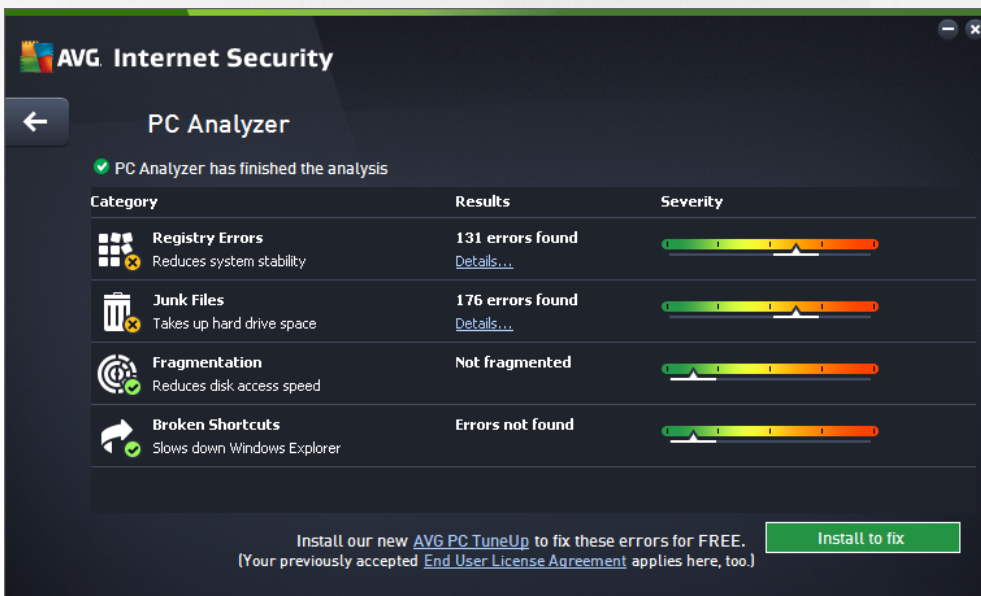 AVG. Internet Security
PC Analyzer
PC Analyzer has finished the analysis
Category Results Severity
Registry Errors 131 errors found
Reduces system stability Details...
Junk Files 176 errors found
Takes up hard drive space Details...
Fragmentation Not fragmented
Reduces disk access speed
Broken Shortcuts Errors not found
Slows down Windows Explorer
Install our new AVG PC TuneUp to fix these errors for FREE. Install to fix
(Your previously accepted End User License Agreement applies here, too.)